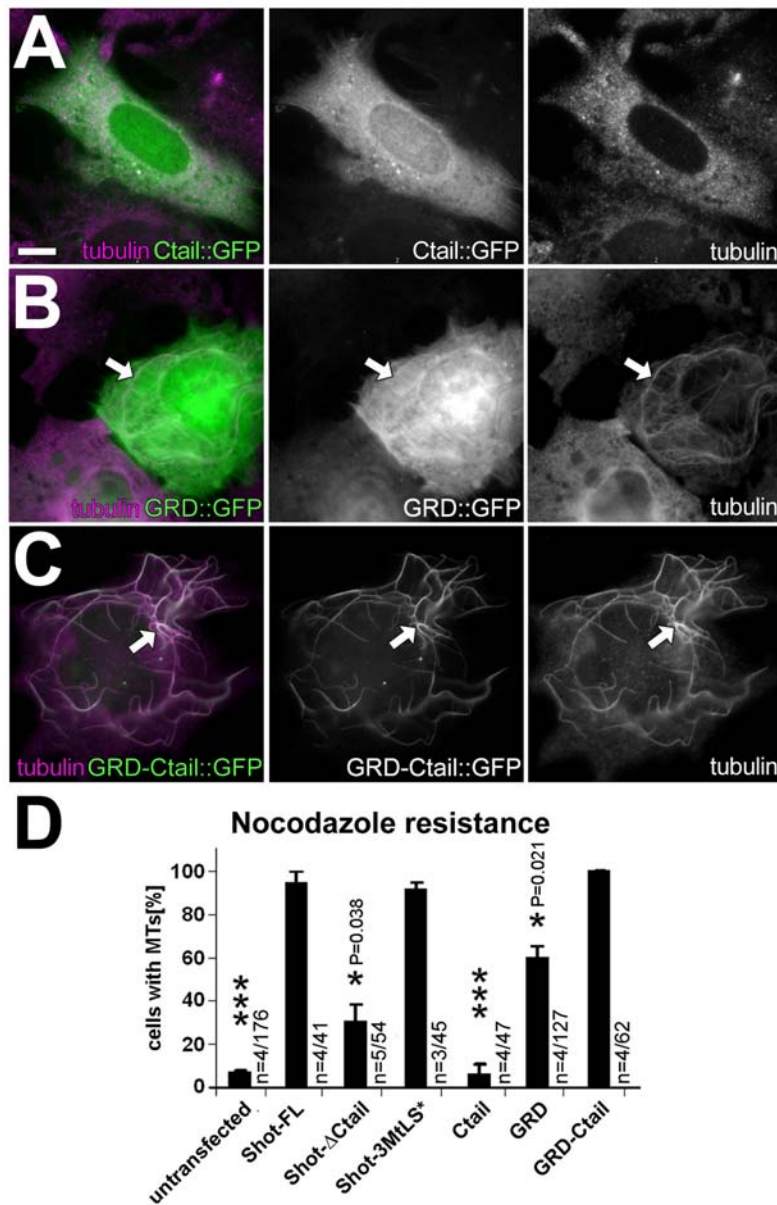 A
tubulin Ctail::GFP
Ctail::GFP
tubulin
B
tubulin GRD::GFP
GRD::GFP
tubulin
C
tubulin GRD-Ctail::GFP
GRD-Ctail::GFP
tubulin
D
Nocodazole resistance
cells with MTs[%]
100
80
60
40
20
0
***
n=4/176
n=4/41
* P=0.038
n=5/54
n=3/45
***
n=4/47
* P=0.021
n=4/127
n=4/62
untransfected
Shot-FL
Shot-ΔCtail
Shot-3MtLS*
Ctail
GRD
GRD-Ctail